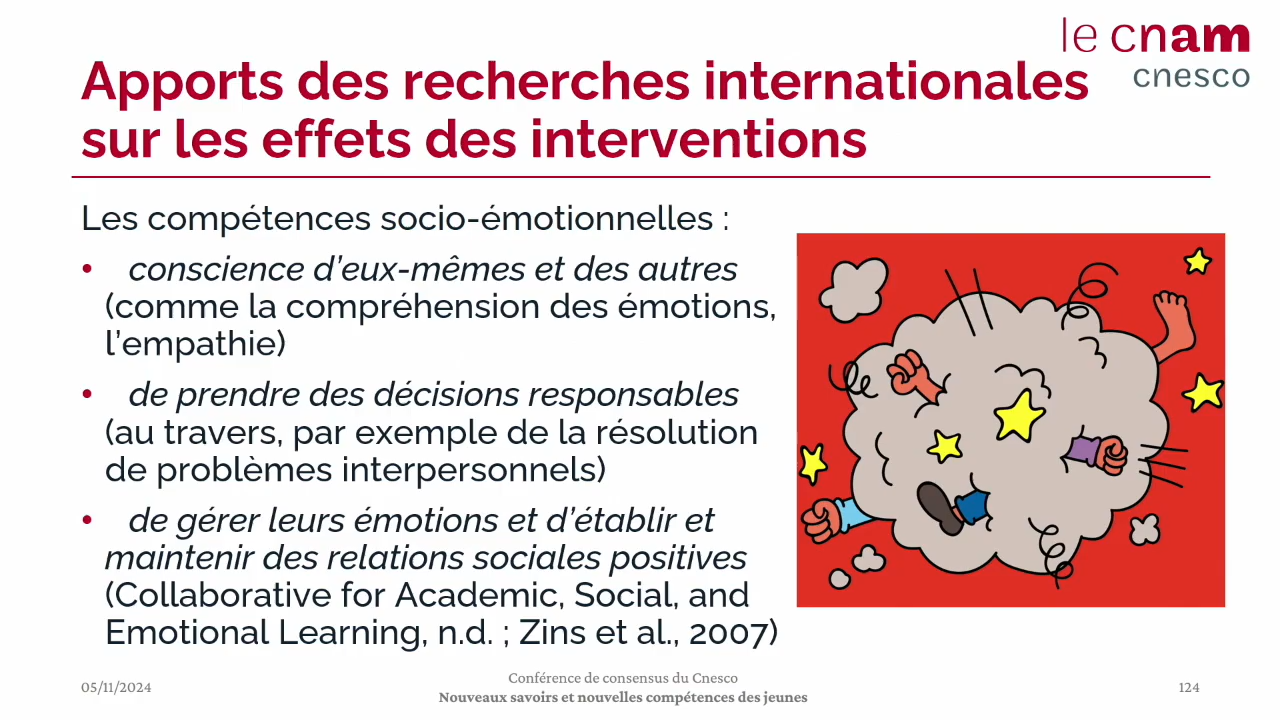 le cnam
cnesco
Apports des recherches internationales
sur les effets des interventions
Les compétences socio-émotionnelles :
• conscience d'eux-mêmes et des autres
(comme la compréhension des émotions,
l'empathie)
• de prendre des décisions responsables
(au travers, par exemple de la résolution
de problèmes interpersonnels)
• de gérer leurs émotions et d'établir et
maintenir des relations sociales positives
(Collaborative for Academic, Social, and
Emotional Learning, n.d. ; Zins et al., 2007)
05/11/2024
Conférence de consensus du Cnesco
Nouveaux savoirs et nouvelles compétences des jeunes
124